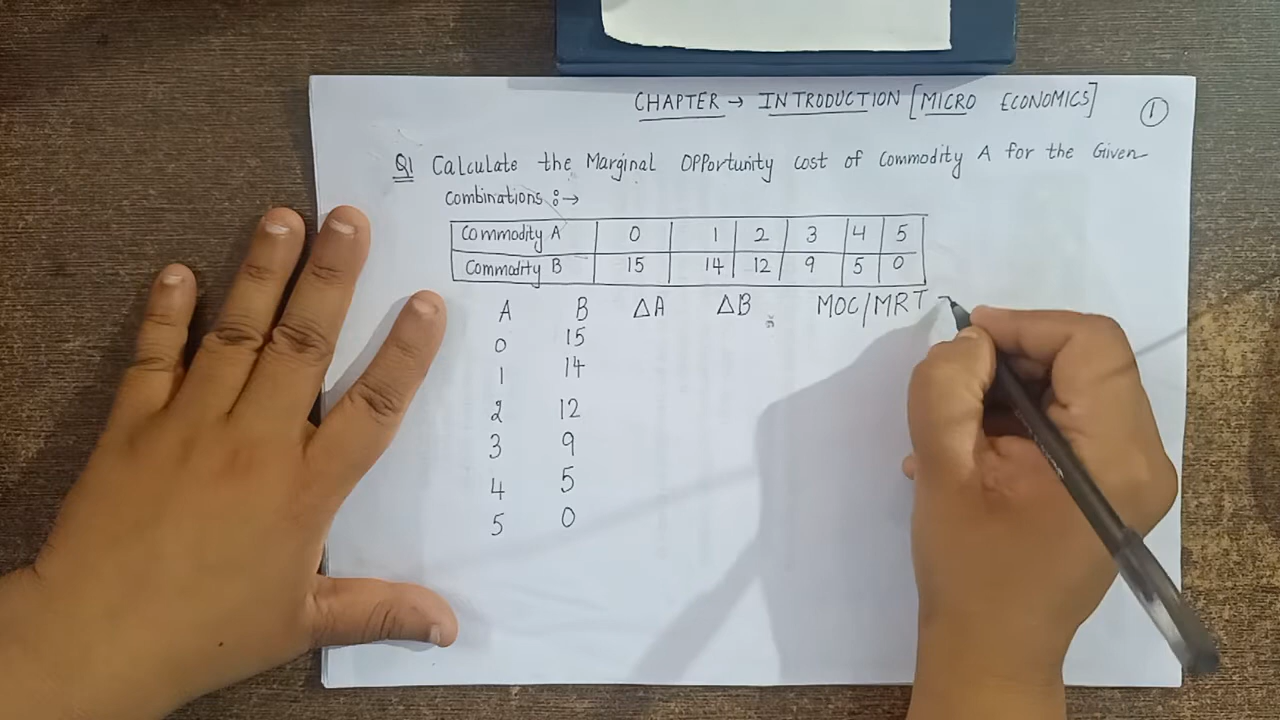 CHAPTER → INTRODUCTION [MICRO ECONOMICS] 1
Q1 Calculate the Marginal Opportunity cost of Commodity A for the Given
Combinations :→
Commodity A 0 1 2 3 4 5
Commodity B 15 14 12 9 5 0
A B ΔA ΔB MOC/MRT
0 15
1 14
2 12
3 9
4 5
5 0